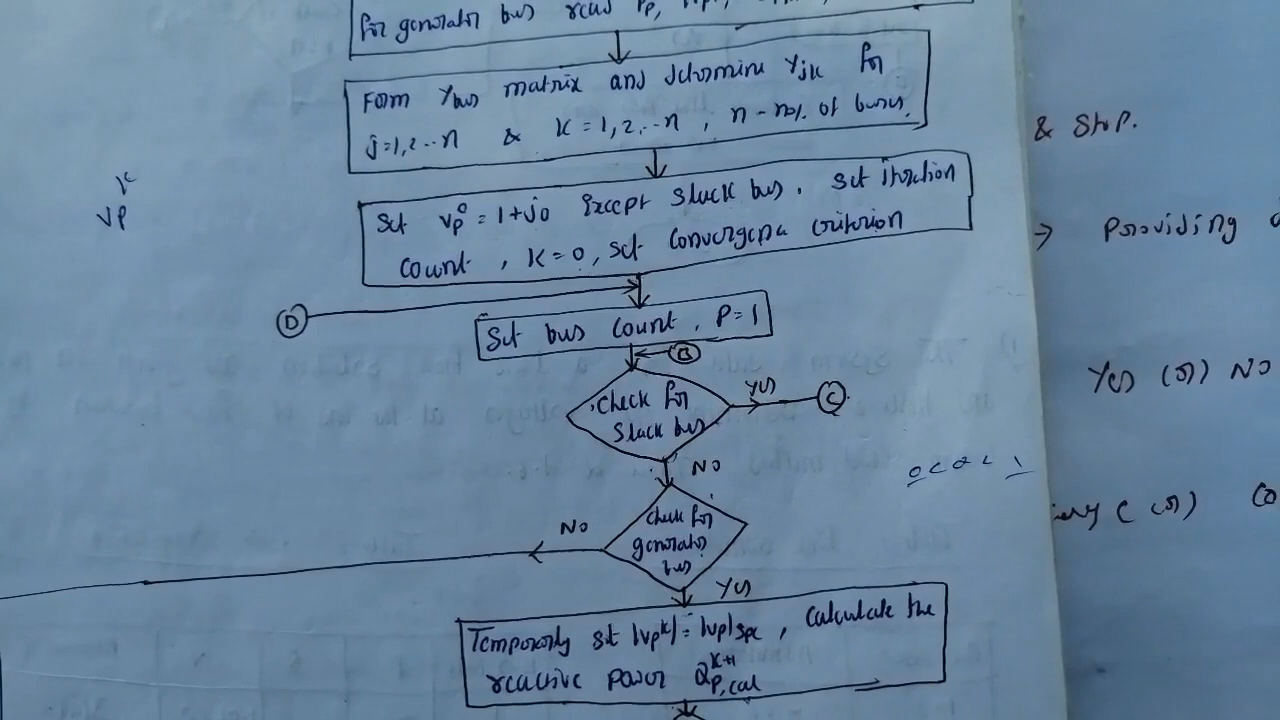 for generator bus read Pp,
Form Ybus matrix and determine Yjk for
j=1,2..n & K=1,2..n, n - no/. of buses.
& stop.
Set Vp⁰ = 1+j0 Except Slack bus. Set iteration
count, K=0, set convergence criterion
Vpᵏ
→ Providing
D
Set bus count, P=1
B
Check for
Slack bus
Yes
C
Yes (or) No
NO
0<α<1
Check for
generator
bus
NO
(or)
Yes
Temporarily set |Vpᵏ| = |Vp|spe, Calculate the
reactive power Qᴷ⁺¹P,cal